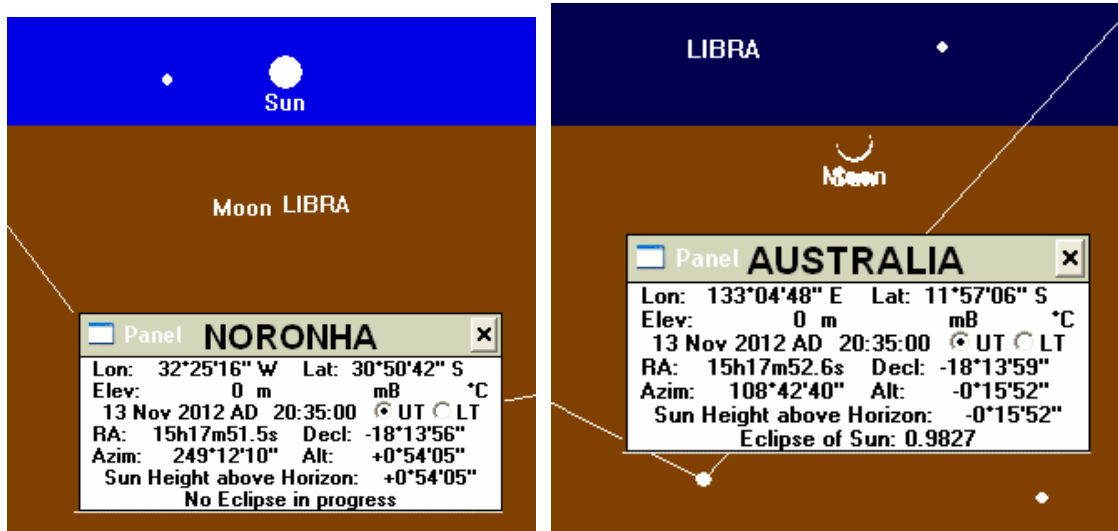 Sun
Moon LIBRA
Panel NORONHA
Lon: 32°25'16" W Lat: 30°50'42" S
Elev: 0 m mB °C
13 Nov 2012 AD 20:35:00 UT LT
RA: 15h17m51.5s Decl: -18°13'56"
Azim: 249°12'10" Alt: +0°54'05"
Sun Height above Horizon: +0°54'05"
No Eclipse in progress
LIBRA
Moon
Panel AUSTRALIA
Lon: 133°04'48" E Lat: 11°57'06" S
Elev: 0 m mB °C
13 Nov 2012 AD 20:35:00 UT LT
RA: 15h17m52.6s Decl: -18°13'59"
Azim: 108°42'40" Alt: -0°15'52"
Sun Height above Horizon: -0°15'52"
Eclipse of Sun: 0.9827